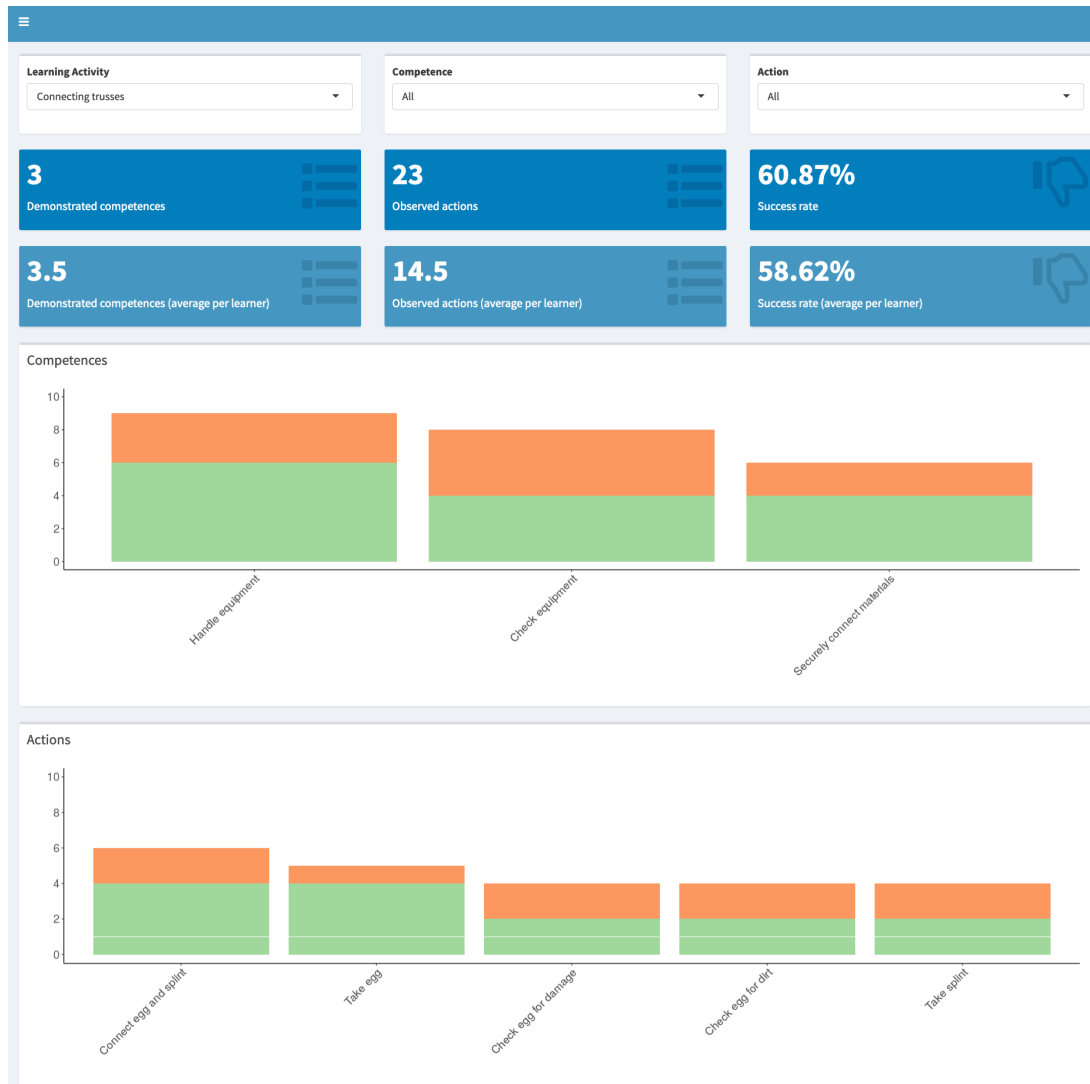 Learning Activity
Connecting trusses
Competence
All
Action
All
3
Demonstrated competences
23
Observed actions
60.87%
Success rate
3.5
Demonstrated competences (average per learner)
14.5
Observed actions (average per learner)
58.62%
Success rate (average per learner)
Competences
10
8
6
4
2
0
Handle equipment
Check equipment
Securely connect materials
Actions
10
8
6
4
2
0
Connect egg and splint
Take egg
Check egg for damage
Check egg for dirt
Take splint